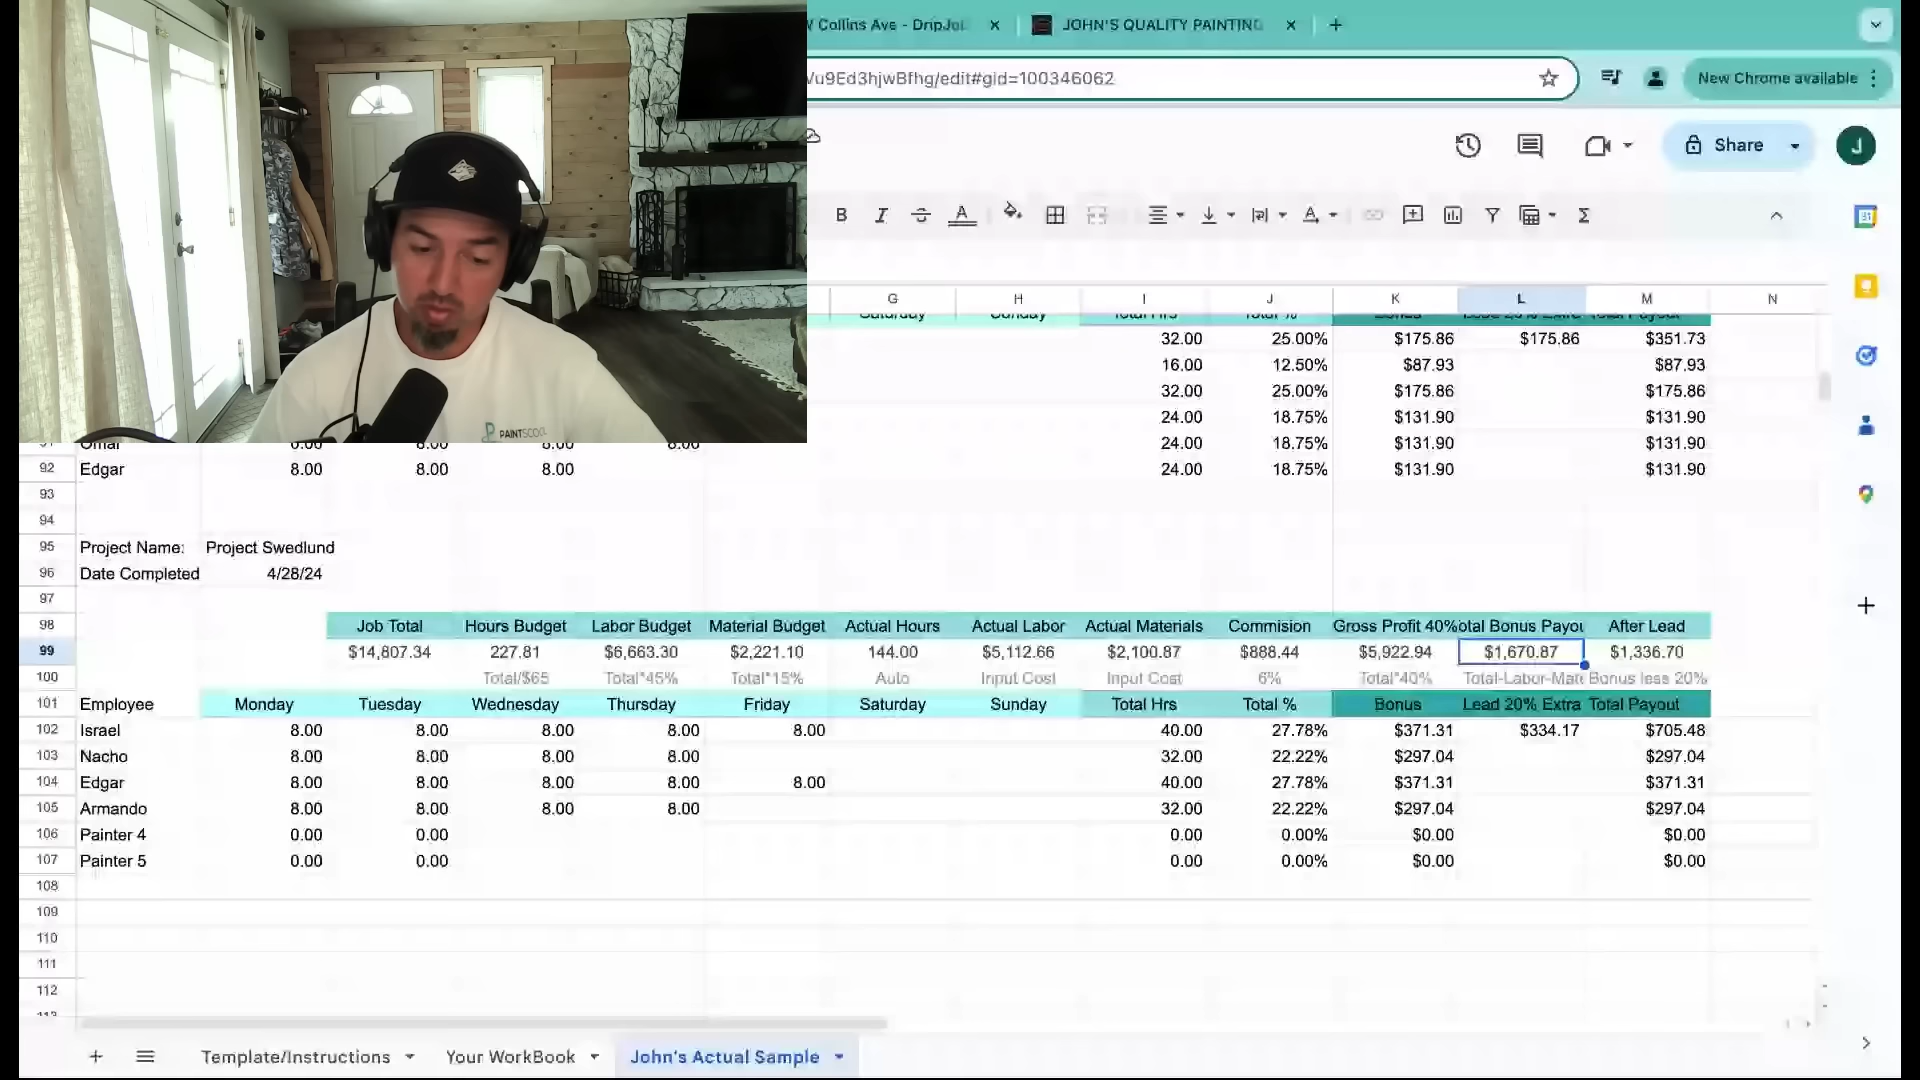 Collins Ave - DripJo
JOHN'S QUALITY PAINTING
/u9Ed3hjwBfhg/edit#gid=100346062
New Chrome available
Share
J
B I A A Σ
31
G H I J K L M N
32.00 25.00% $175.86 $175.86 $351.73
16.00 12.50% $87.93 $87.93
32.00 25.00% $175.86 $175.86
24.00 18.75% $131.90 $131.90
24.00 18.75% $131.90 $131.90
92 Edgar 8.00 8.00 8.00 24.00 18.75% $131.90 $131.90
PAINTSCOOL
93
94
95 Project Name: Project Swedlund
96 Date Completed 4/28/24
97
98 Job Total Hours Budget Labor Budget Material Budget Actual Hours Actual Labor Actual Materials Commision Gross Profit 40% otal Bonus Payou After Lead
99 $14,807.34 227.81 $6,663.30 $2,221.10 144.00 $5,112.66 $2,100.87 $888.44 $5,922.94 $1,670.87 $1,336.70
100 Total/$65 Total*45% Total*15% Auto Input Cost Input Cost 6% Total*40% Total-Labor-Mate Bonus less 20%
101 Employee Monday Tuesday Wednesday Thursday Friday Saturday Sunday Total Hrs Total % Bonus Lead 20% Extra Total Payout
102 Israel 8.00 8.00 8.00 8.00 8.00 40.00 27.78% $371.31 $334.17 $705.48
103 Nacho 8.00 8.00 8.00 8.00 32.00 22.22% $297.04 $297.04
104 Edgar 8.00 8.00 8.00 8.00 8.00 40.00 27.78% $371.31 $371.31
105 Armando 8.00 8.00 8.00 8.00 32.00 22.22% $297.04 $297.04
106 Painter 4 0.00 0.00 0.00 0.00% $0.00 $0.00
107 Painter 5 0.00 0.00 0.00 0.00% $0.00 $0.00
108
109
110
111
112
Template/Instructions Your WorkBook John's Actual Sample